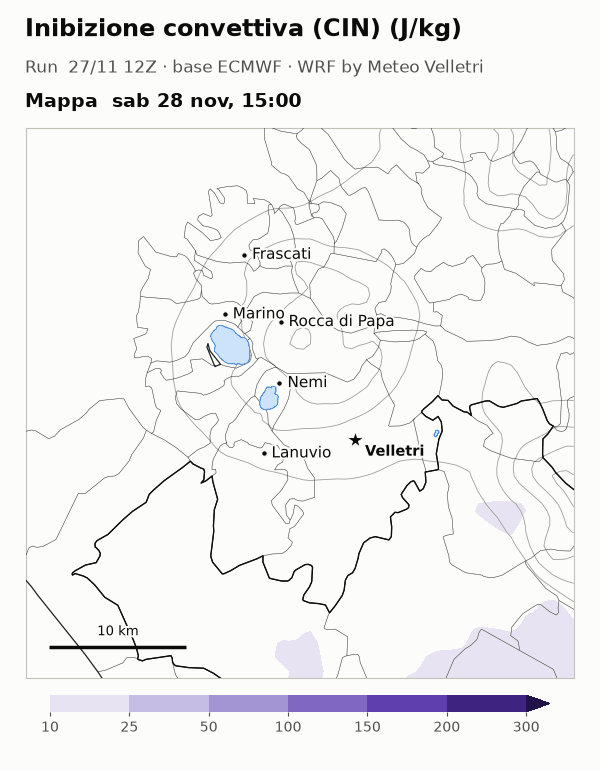 Inibizione convettiva (CIN) (J/kg)
Run  27/11 12Z · base ECMWF · WRF by Meteo Velletri
Mappa  sab 28 nov, 15:00
Frascati
Marino
Rocca di Papa
Nemi
Velletri
Lanuvio
10 km
10 25 50 100 150 200 300